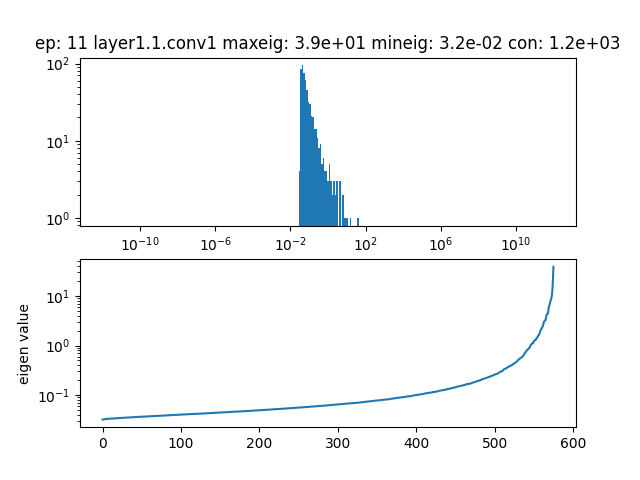 ep: 11 layer1.1.conv1 maxeig: 3.9e+01 mineig: 3.2e-02 con: 1.2e+03
10²
10¹
10⁰
10⁻¹⁰ 10⁻⁶ 10⁻² 10² 10⁶ 10¹⁰
eigen value
10¹
10⁰
10⁻¹
0 100 200 300 400 500 600